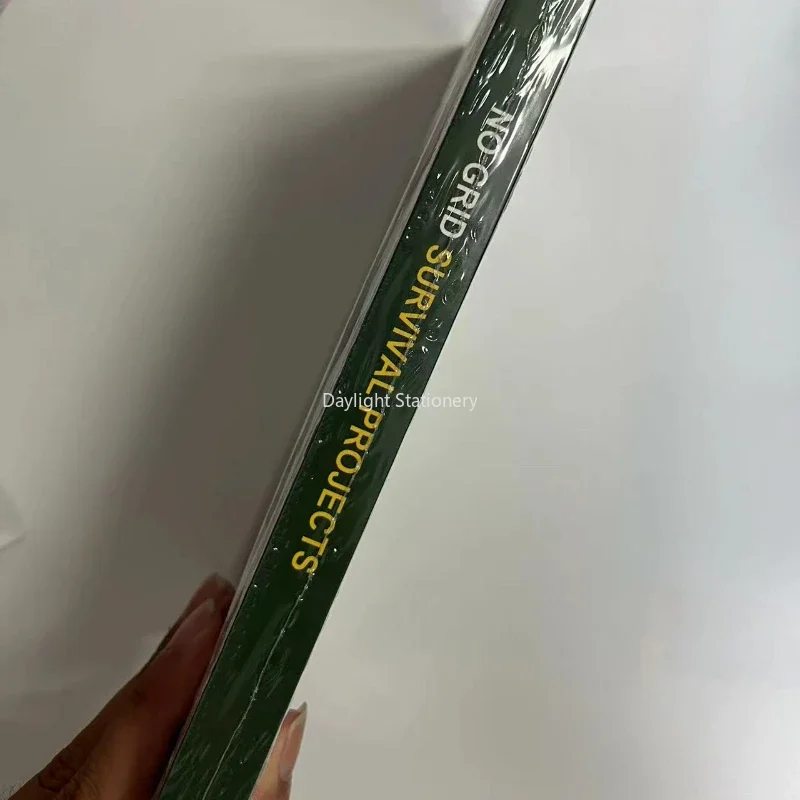 NO GRID SURVIVAL PROJECTS
Daylight Stationery